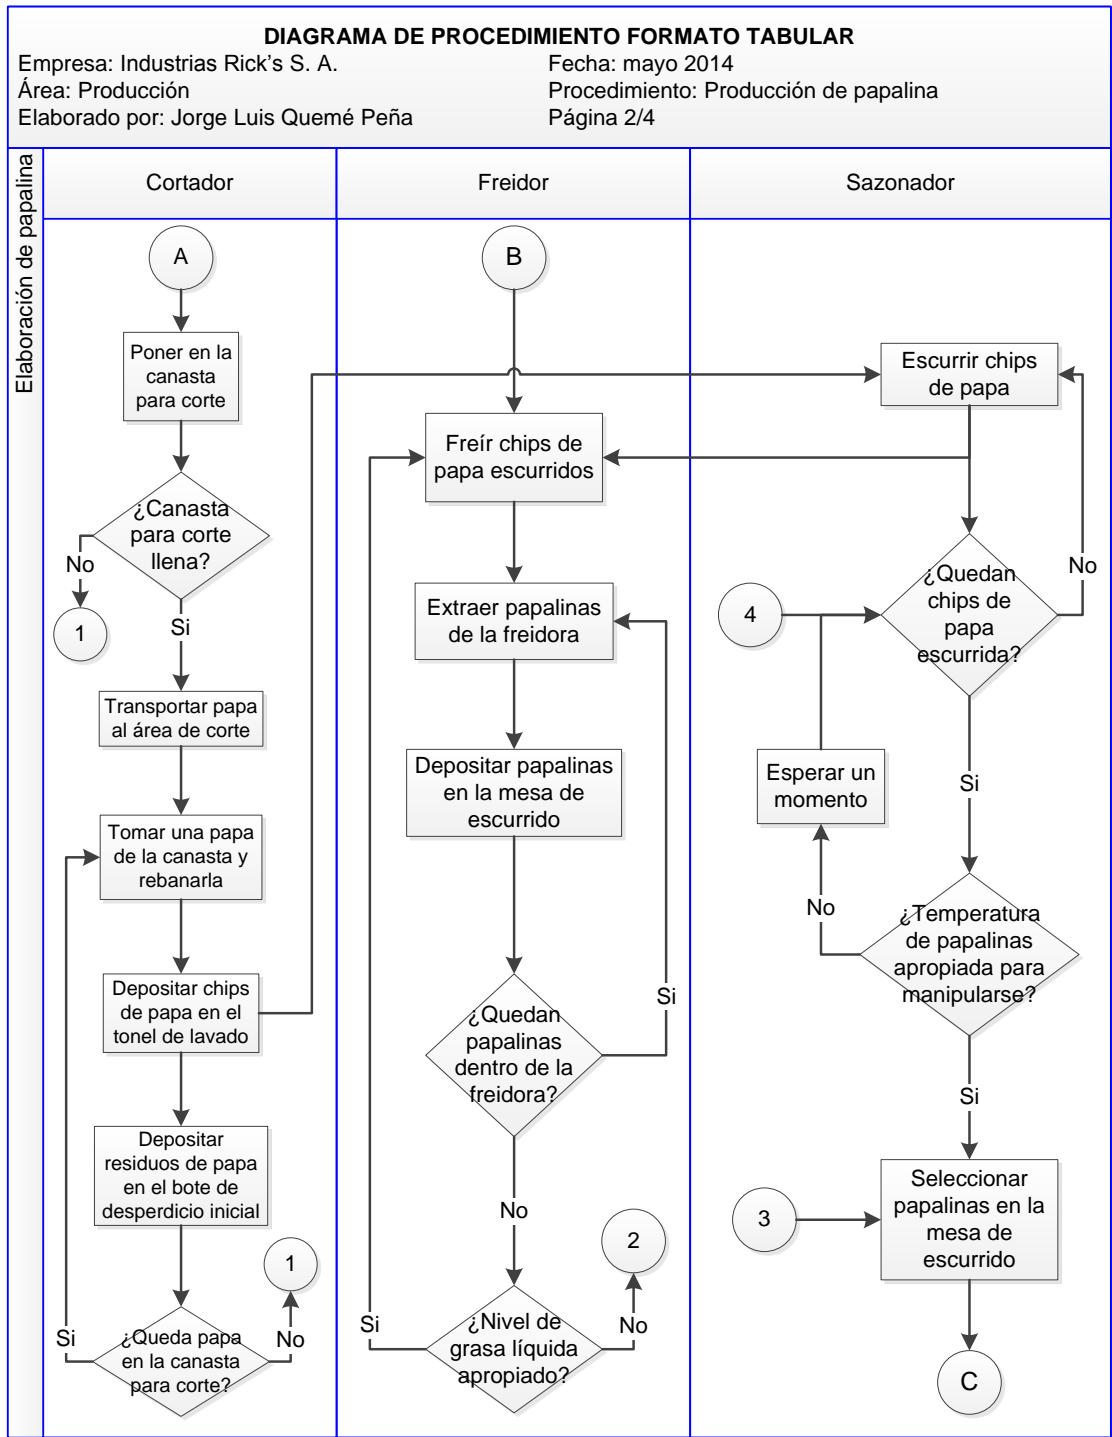 DIAGRAMA DE PROCEDIMIENTO FORMATO TABULAR
Empresa: Industrias Rick's S. A.
Fecha: mayo 2014
Área: Producción
Procedimiento: Producción de papalina
Elaborado por: Jorge Luis Quemé Peña
Página 2/4
Elaboración de papalina
Cortador
Freidor
Sazonador
A
Poner en la
canasta
para corte
¿Canasta
para corte
llena?
No
1
Si
Transportar papa
al área de corte
Tomar una papa
de la canasta y
rebanarla
Depositar chips
de papa en el
tonel de lavado
Depositar
residuos de papa
en el bote de
desperdicio inicial
1
Si
¿Queda papa
en la canasta
para corte?
No
B
Freír chips de
papa escurridos
Extraer papalinas
de la freidora
Depositar papalinas
en la mesa de
escurrido
Si
¿Quedan
papalinas
dentro de la
freidora?
No
2
Si
¿Nivel de
grasa líquida
apropiado?
No
Escurrir chips
de papa
No
¿Quedan
chips de
papa
escurrida?
4
Esperar un
momento
Si
No
¿Temperatura
de papalinas
apropiada para
manipularse?
Si
3
Seleccionar
papalinas en la
mesa de
escurrido
C